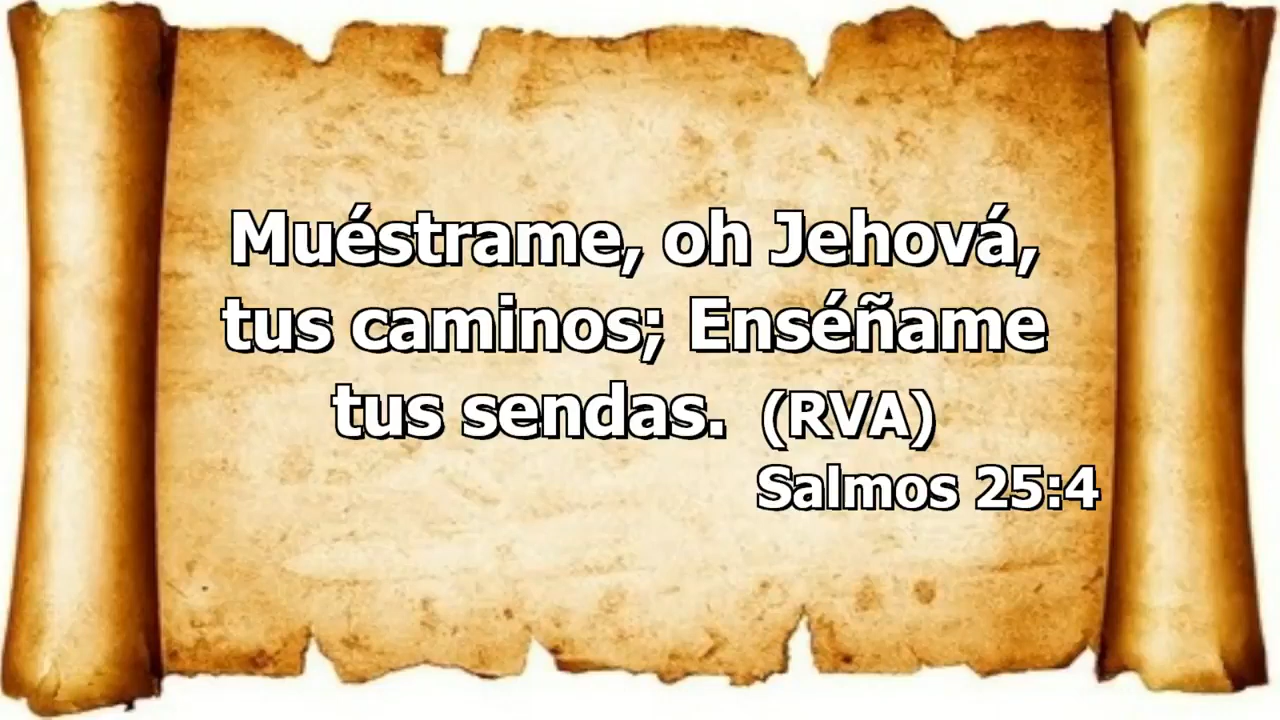 Muéstrame, oh Jehová,
tus caminos; Enséñame
tus sendas. (RVA)
Salmos 25:4